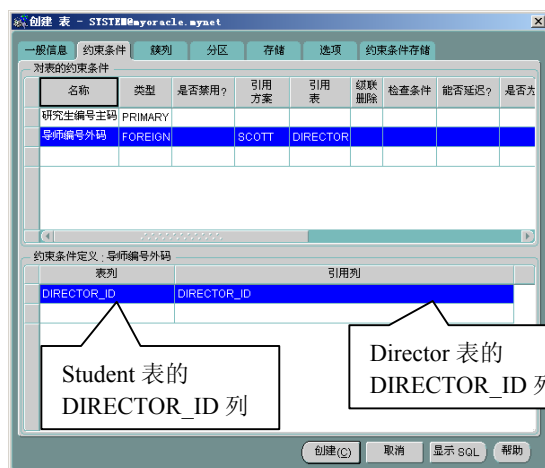 创建 表 - SYSTEM@myoracle.mynet
一般信息 约束条件 簇列 分区 存储 选项 约束条件存储
对表的约束条件
名称 类型 是否禁用? 引用方案 引用表 级联删除 检查条件 能否延迟?
研究生编号主码 PRIMARY
导师编号外码 FOREIGN SCOTT DIRECTOR
约束条件定义:导师编号外码
表列 引用列
DIRECTOR_ID DIRECTOR_ID
Student 表的
DIRECTOR_ID 列
Director 表的
DIRECTOR_ID 列
创建(C) 取消 显示 SQL 帮助